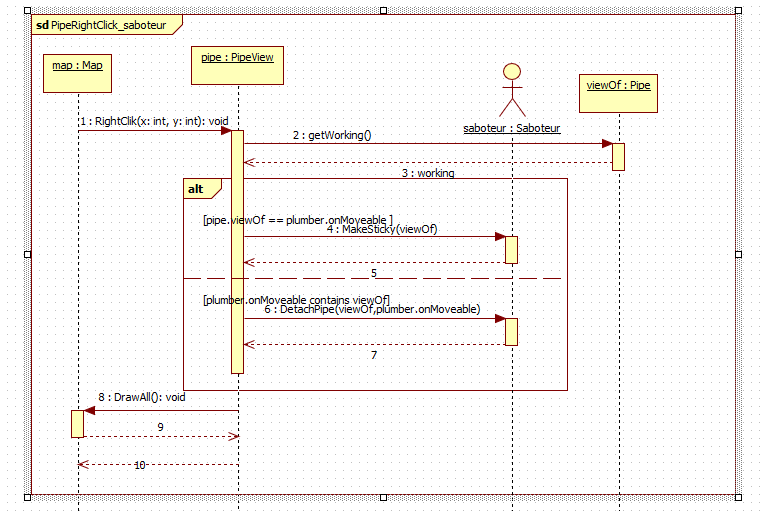 sd PipeRightClick_saboteur
map : Map
pipe : PipeView
viewOf : Pipe
saboteur : Saboteur
1 : RightClik(x: int, y: int): void
2 : getWorking()
3 : working
alt
[pipe.viewOf == plumber.onMoveable ]
4 : MakeSticky(viewOf)
5
[plumber.onMoveable contains viewOf]
6 : DetachPipe(viewOf,plumber.onMoveable)
7
8 : DrawAll(): void
9
10